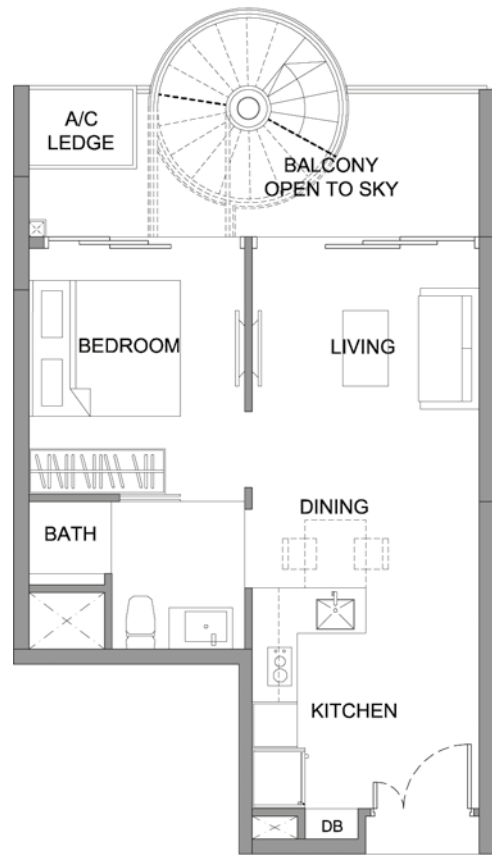 A/C
LEDGE
BALCONY
OPEN TO SKY
BEDROOM
LIVING
DINING
BATH
KITCHEN
DB